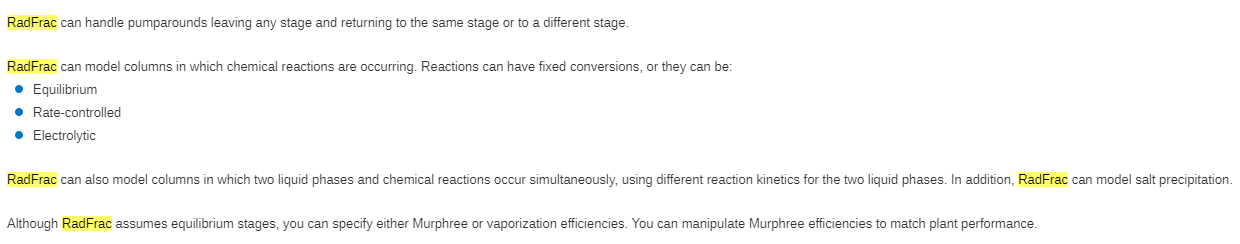 RadFrac can handle pumparounds leaving any stage and returning to the same stage or to a different stage.
RadFrac can model columns in which chemical reactions are occurring. Reactions can have fixed conversions, or they can be:
Equilibrium
Rate-controlled
Electrolytic
RadFrac can also model columns in which two liquid phases and chemical reactions occur simultaneously, using different reaction kinetics for the two liquid phases. In addition, RadFrac can model salt precipitation.
Although RadFrac assumes equilibrium stages, you can specify either Murphree or vaporization efficiencies. You can manipulate Murphree efficiencies to match plant performance.